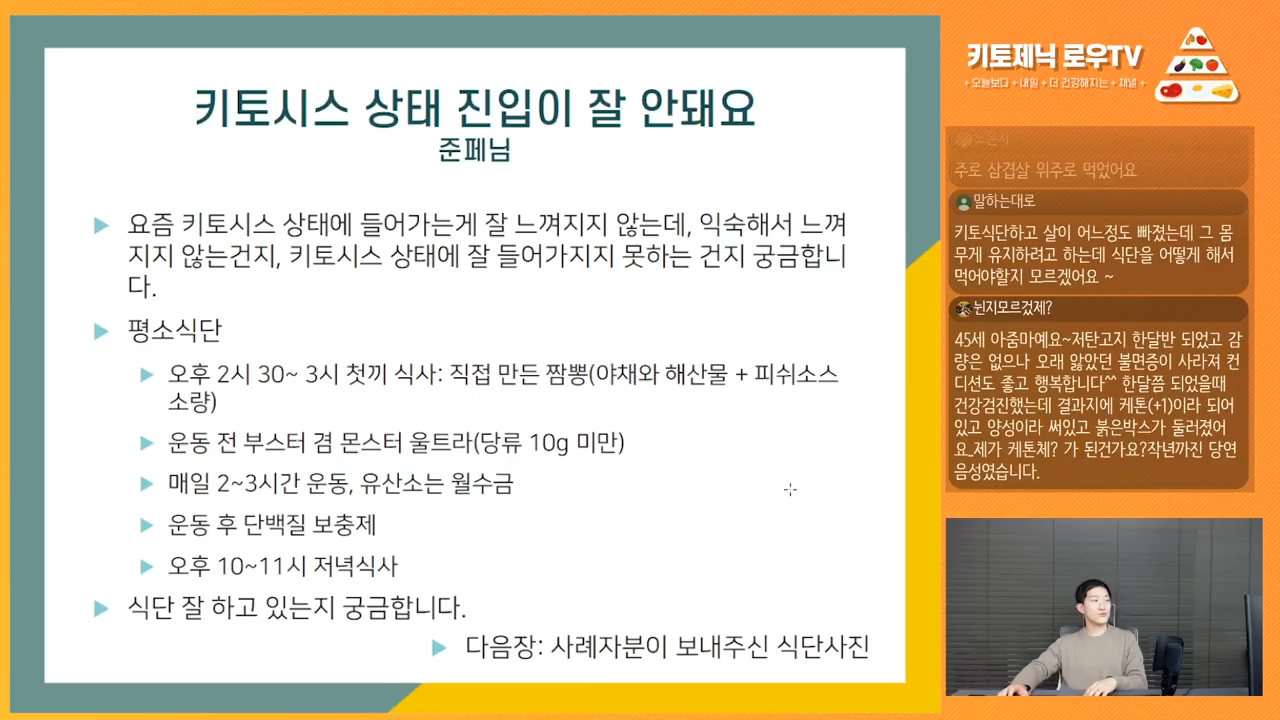 키토시스 상태 진입이 잘 안돼요
준페님
요즘 키토시스 상태에 들어가는게 잘 느껴지지 않는데, 익숙해서 느껴
지지 않는건지, 키토시스 상태에 잘 들어가지지 못하는 건지 궁금합니
다.
평소식단
오후 2시 30~ 3시 첫끼 식사: 직접 만든 짬뽕(야채와 해산물 + 피쉬소스
소량)
운동 전 부스터 겸 몬스터 울트라(당류 10g 미만)
매일 2~3시간 운동, 유산소는 월수금
운동 후 단백질 보충제
오후 10~11시 저녁식사
식단 잘 하고 있는지 궁금합니다.
다음장: 사례자분이 보내주신 식단사진
키토제닉 로우TV
+ 오늘보다 + 내일 + 더 건강해지는 + 채널 +
주로 삼겹살 위주로 먹었어요
말하는대로
키토식단하고 살이 어느정도 빠졌는데 그 몸
무게 유지하려고 하는데 식단을 어떻게 해서
먹어야할지 모르겠어요 ~
뉜지모르겄제?
45세 아줌마예요~저탄고지 한달반 되었고 감
량은 없으나 오래 앓았던 불면증이 사라져 컨
디션도 좋고 행복합니다^^ 한달쯤 되었을때
건강검진했는데 결과지에 케톤(+1)이라 되어
있고 양성이라 써있고 붉은박스가 둘러졌어
요..제가 케톤체? 가 된건가요?작년까진 당연
음성였습니다.